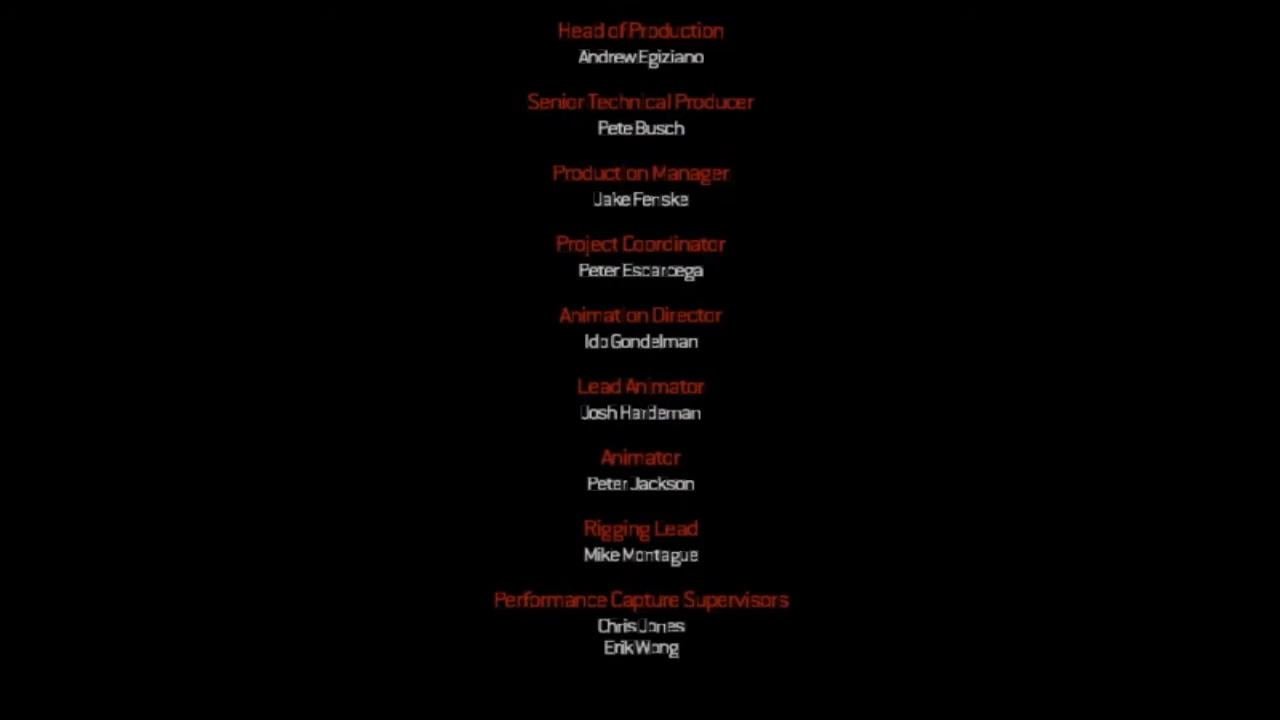 Head of Production
Andrew Egiziano
Senior Technical Producer
Pete Busch
Production Manager
Jake Fenske
Project Coordinator
Peter Escarcega
Animation Director
Ido Gondelman
Lead Animator
Josh Hardeman
Animator
Peter Jackson
Rigging Lead
Mike Montague
Performance Capture Supervisors
Chris Jones
Erik Wong